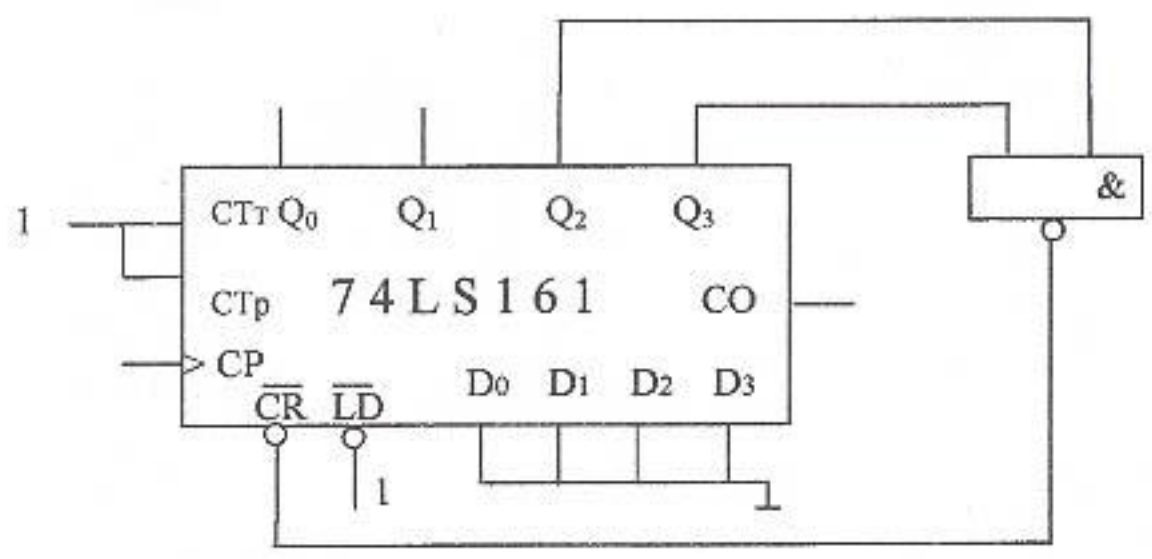 &
1 CTT Q0 Q1 Q2 Q3
CTp 74LS161 CO
CP
D0 D1 D2 D3
CR LD
1